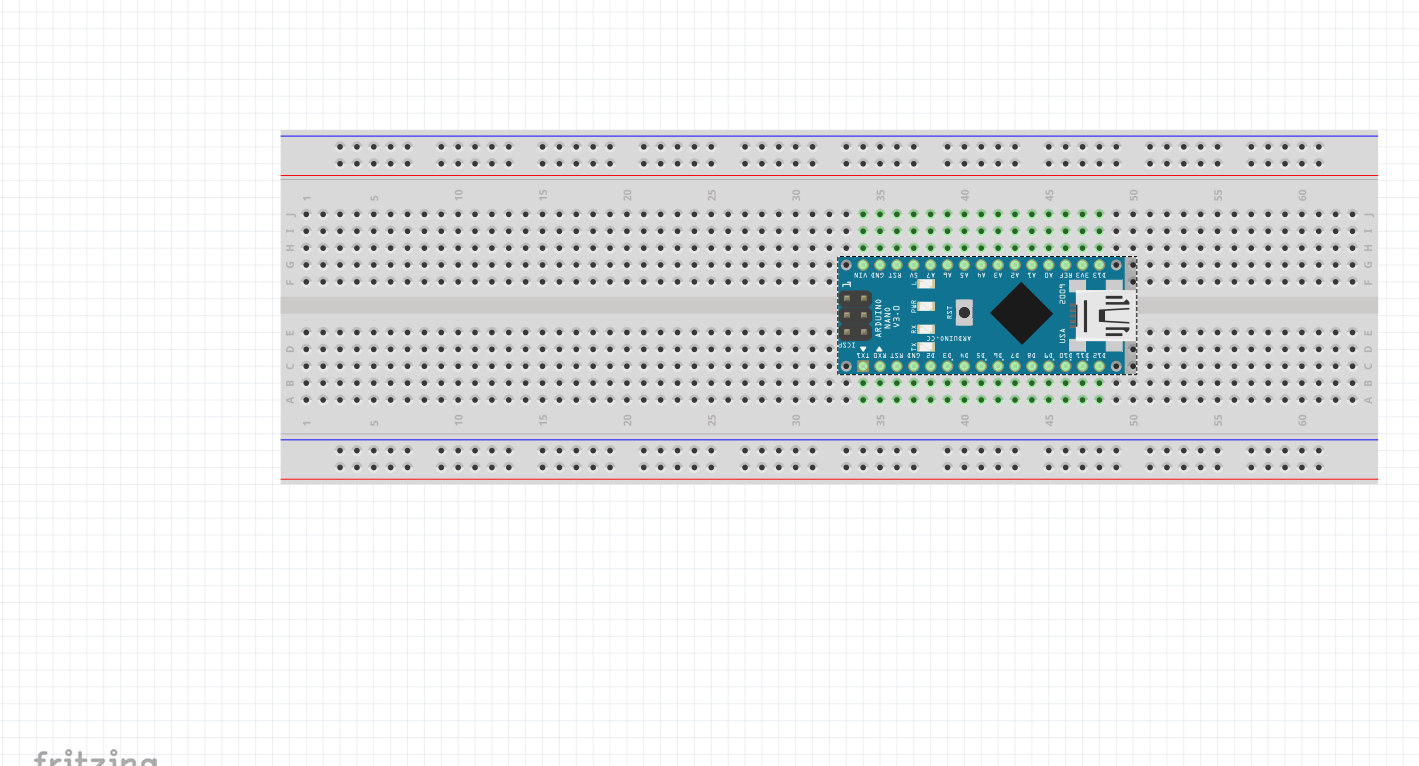 1 5 10 15 20 25 30 35 40 45 50 55 60
J J
I I
H H
G G
F F
VIN GND RST 5V A7 A6 A5 A4 A3 A2 A1 A0 REF 3V3 D13
1
L
PWR
RX
TX
ARDUINO
NANO
V3.0
RST
2009
USA
ARDUINO.CC
ICSP
TX1 RX0 RST GND D2 D3 D4 D5 D6 D7 D8 D9 D10 D11 D12
E E
D D
C C
B B
A A
1 5 10 15 20 25 30 35 40 45 50 55 60
fritzing